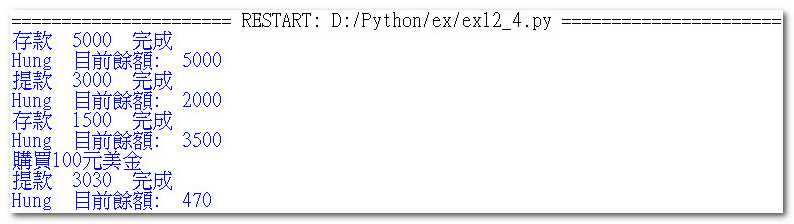 ===================== RESTART: D:/Python/ex/ex12_4.py =====================
存款  5000  完成
Hung  目前餘額:  5000
提款  3000  完成
Hung  目前餘額:  2000
存款  1500  完成
Hung  目前餘額:  3500
購買100元美金
提款  3030  完成
Hung  目前餘額:  470